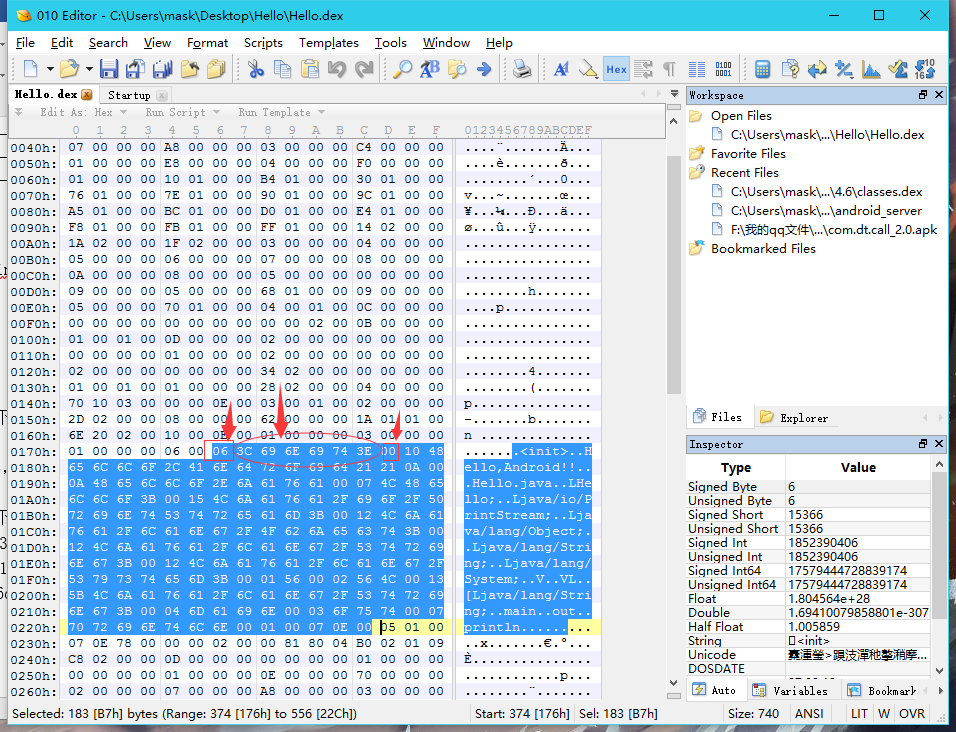 010 Editor - C:\Users\mask\Desktop\Hello\Hello.dex
File Edit Search View Format Scripts Templates Tools Window Help
Hello.dex Startup
Edit As: Hex Run Script Run Template
0 1 2 3 4 5 6 7 8 9 A B C D E F 0123456789ABCDEF
0040h: 07 00 00 00 A8 00 00 00 03 00 00 00 C4 00 00 00 ....¨.......Ä...
0050h: 01 00 00 00 E8 00 00 00 04 00 00 00 F0 00 00 00 ....è.......ð...
0060h: 01 00 00 00 10 01 00 00 B4 01 00 00 30 01 00 00 ........´...0...
0070h: 76 01 00 00 7E 01 00 00 90 01 00 00 9C 01 00 00 v...~.......œ...
0080h: A5 01 00 00 BC 01 00 00 D0 01 00 00 E4 01 00 00 ¥...¼...Ð...ä...
0090h: F8 01 00 00 FB 01 00 00 FF 01 00 00 14 02 00 00 ø...û...ÿ.......
00A0h: 1A 02 00 00 1F 02 00 00 03 00 00 00 04 00 00 00 ................
00B0h: 05 00 00 00 06 00 00 00 07 00 00 00 08 00 00 00 ................
00C0h: 0A 00 00 00 08 00 00 00 05 00 00 00 00 00 00 00 ................
00D0h: 09 00 00 00 05 00 00 00 68 01 00 00 09 00 00 00 ........h.......
00E0h: 05 00 00 00 70 01 00 00 04 00 01 00 0C 00 00 00 ....p...........
00F0h: 00 00 00 00 00 00 00 00 00 00 02 00 0B 00 00 00 ................
0100h: 01 00 01 00 0D 00 00 00 02 00 00 00 00 00 00 00 ................
0110h: 00 00 00 00 01 00 00 00 02 00 00 00 00 00 00 00 ................
0120h: 02 00 00 00 00 00 00 00 34 02 00 00 00 00 00 00 ........4.......
0130h: 01 00 01 00 01 00 00 00 28 02 00 00 04 00 00 00 ........(.......
0140h: 70 10 03 00 00 00 0E 00 03 00 01 00 02 00 00 00 p...............
0150h: 2D 02 00 00 08 00 00 00 62 00 00 00 1A 01 01 00 -.......b.......
0160h: 6E 20 02 00 10 00 0E 00 01 00 00 00 03 00 00 00 n ..............
0170h: 01 00 00 00 06 00 06 3C 69 6E 69 74 3E 00 10 48 .......<init>..H
0180h: 65 6C 6C 6F 2C 41 6E 64 72 6F 69 64 21 21 0A 00 ello,Android!!..
0190h: 0A 48 65 6C 6C 6F 2E 6A 61 76 61 00 07 4C 48 65 .Hello.java..LHe
01A0h: 6C 6C 6F 3B 00 15 4C 6A 61 76 61 2F 69 6F 2F 50 llo;..Ljava/io/P
01B0h: 72 69 6E 74 53 74 72 65 61 6D 3B 00 12 4C 6A 61 rintStream;..Lja
01C0h: 76 61 2F 6C 61 6E 67 2F 4F 62 6A 65 63 74 3B 00 va/lang/Object;.
01D0h: 12 4C 6A 61 76 61 2F 6C 61 6E 67 2F 53 74 72 69 .Ljava/lang/Stri
01E0h: 6E 67 3B 00 12 4C 6A 61 76 61 2F 6C 61 6E 67 2F ng;..Ljava/lang/
01F0h: 53 79 73 74 65 6D 3B 00 01 56 00 02 56 4C 00 13 System;..V..VL..
0200h: 5B 4C 6A 61 76 61 2F 6C 61 6E 67 2F 53 74 72 69 [Ljava/lang/Stri
0210h: 6E 67 3B 00 04 6D 61 69 6E 00 03 6F 75 74 00 07 ng;..main..out..
0220h: 70 72 69 6E 74 6C 6E 00 01 00 07 0E 00 05 01 00 println.........
0230h: 07 0E 78 00 00 00 02 00 00 81 80 04 B0 02 01 09 ..x.......€.°...
0240h: C8 02 00 00 0D 00 00 00 00 00 00 00 01 00 00 00 È...............
0250h: 00 00 00 00 01 00 00 00 0E 00 00 00 70 00 00 00 ............p...
0260h: 02 00 00 00 07 00 00 00 A8 00 00 00 03 00 00 00 ........¨.......
Workspace
Open Files
C:\Users\mask\...\Hello\Hello.dex
Favorite Files
Recent Files
C:\Users\mask\...\4.6\classes.dex
C:\Users\mask\...\android_server
F:\我的qq文件\...\com.dt.call_2.0.apk
Bookmarked Files
Files Explorer
Inspector
Type Value
Signed Byte 6
Unsigned Byte 6
Signed Short 15366
Unsigned Short 15366
Signed Int 1852390406
Unsigned Int 1852390406
Signed Int64 17579444728839174
Unsigned Int64 17579444728839174
Float 1.804564e+28
Double 1.69410079858801e-307
Half Float 1.005859
String <init>
Unicode
DOSDATE
Auto Variables Bookmark
Selected: 183 [B7h] bytes (Range: 374 [176h] to 556 [22Ch]) Start: 374 [176h] Sel: 183 [B7h] Size: 740 ANSI LIT W OVR